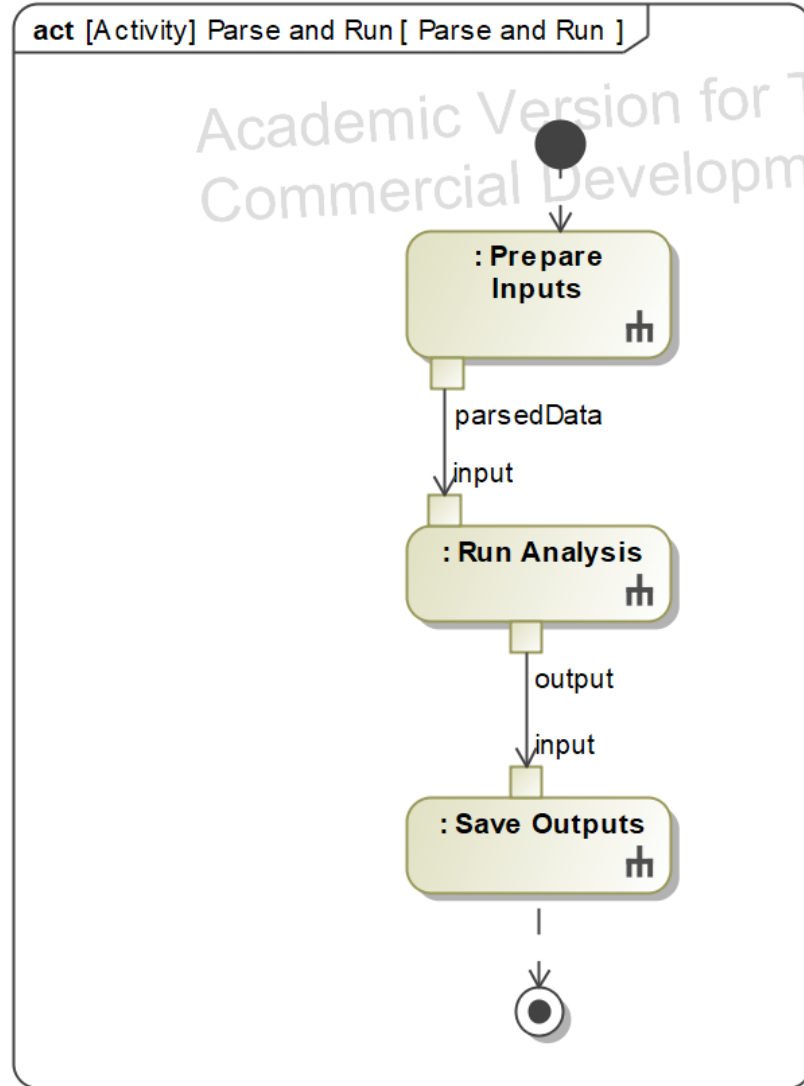 act [Activity] Parse and Run [ Parse and Run ]
Academic Version for
Commercial
: Prepare
Inputs
parsedData
input
: Run Analysis
output
input
: Save Outputs